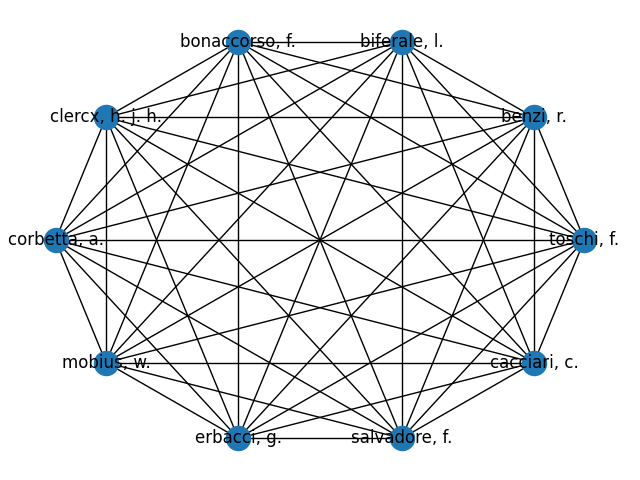 bonaccorso, f.
biferale, l.
clercx, h. j. h.
benzi, r.
corbetta, a.
toschi, f.
mobius, w.
cacciari, c.
erbacci, g.
salvadore, f.